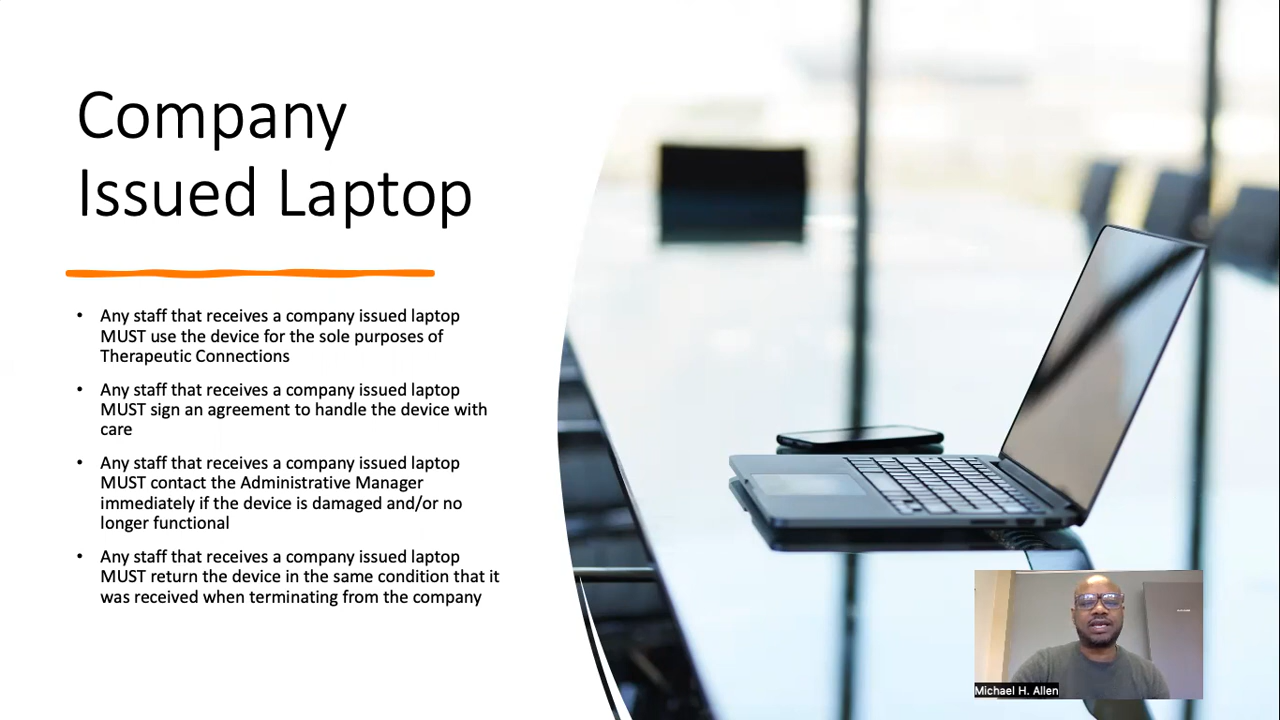 Company
Issued Laptop
• Any staff that receives a company issued laptop
MUST use the device for the sole purposes of
Therapeutic Connections
• Any staff that receives a company issued laptop
MUST sign an agreement to handle the device with
care
• Any staff that receives a company issued laptop
MUST contact the Administrative Manager
immediately if the device is damaged and/or no
longer functional
• Any staff that receives a company issued laptop
MUST return the device in the same condition that it
was received when terminating from the company
Michael H. Allen